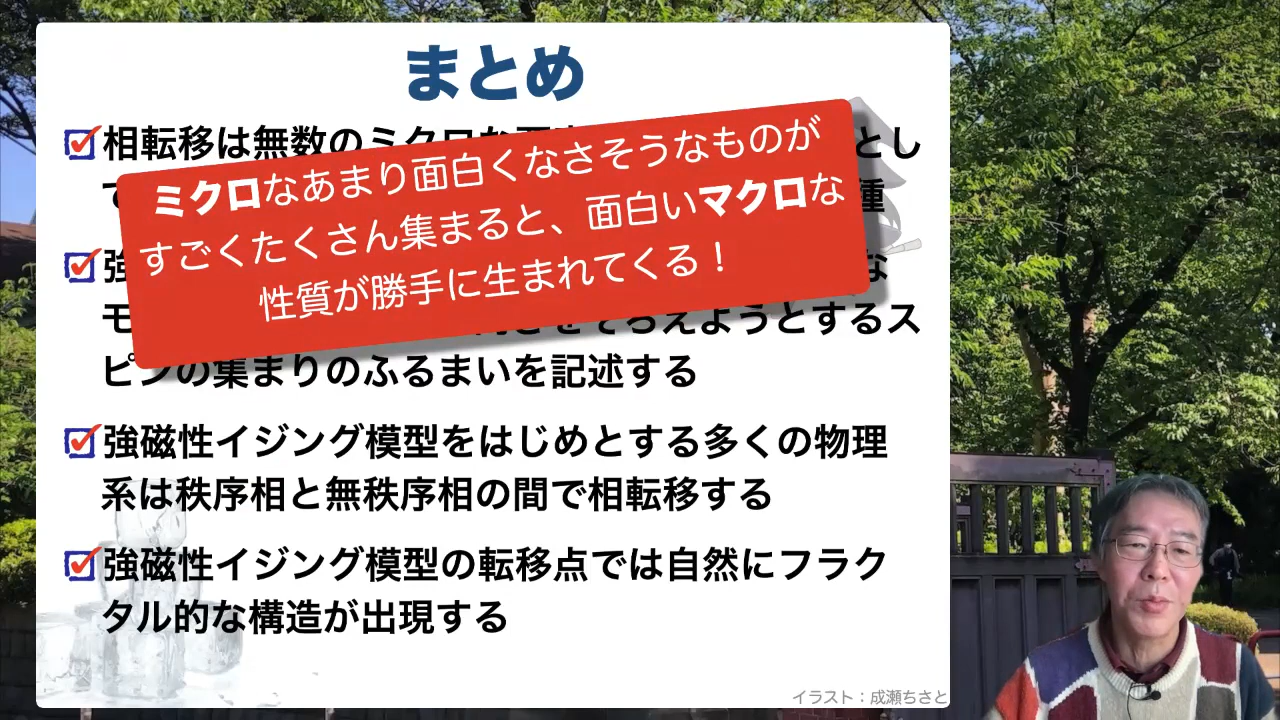 まとめ
相転移は無数のミクロな
とし
種
ミクロなあまり面白くなさそうなものが
すごくたくさん集まると、面白いマクロな
性質が勝手に生まれてくる！
強
な
モ
そろえようとするス
ピンの集まりのふるまいを記述する
強磁性イジング模型をはじめとする多くの物理
系は秩序相と無秩序相の間で相転移する
強磁性イジング模型の転移点では自然にフラク
タル的な構造が出現する
イラスト：成瀬ちさと